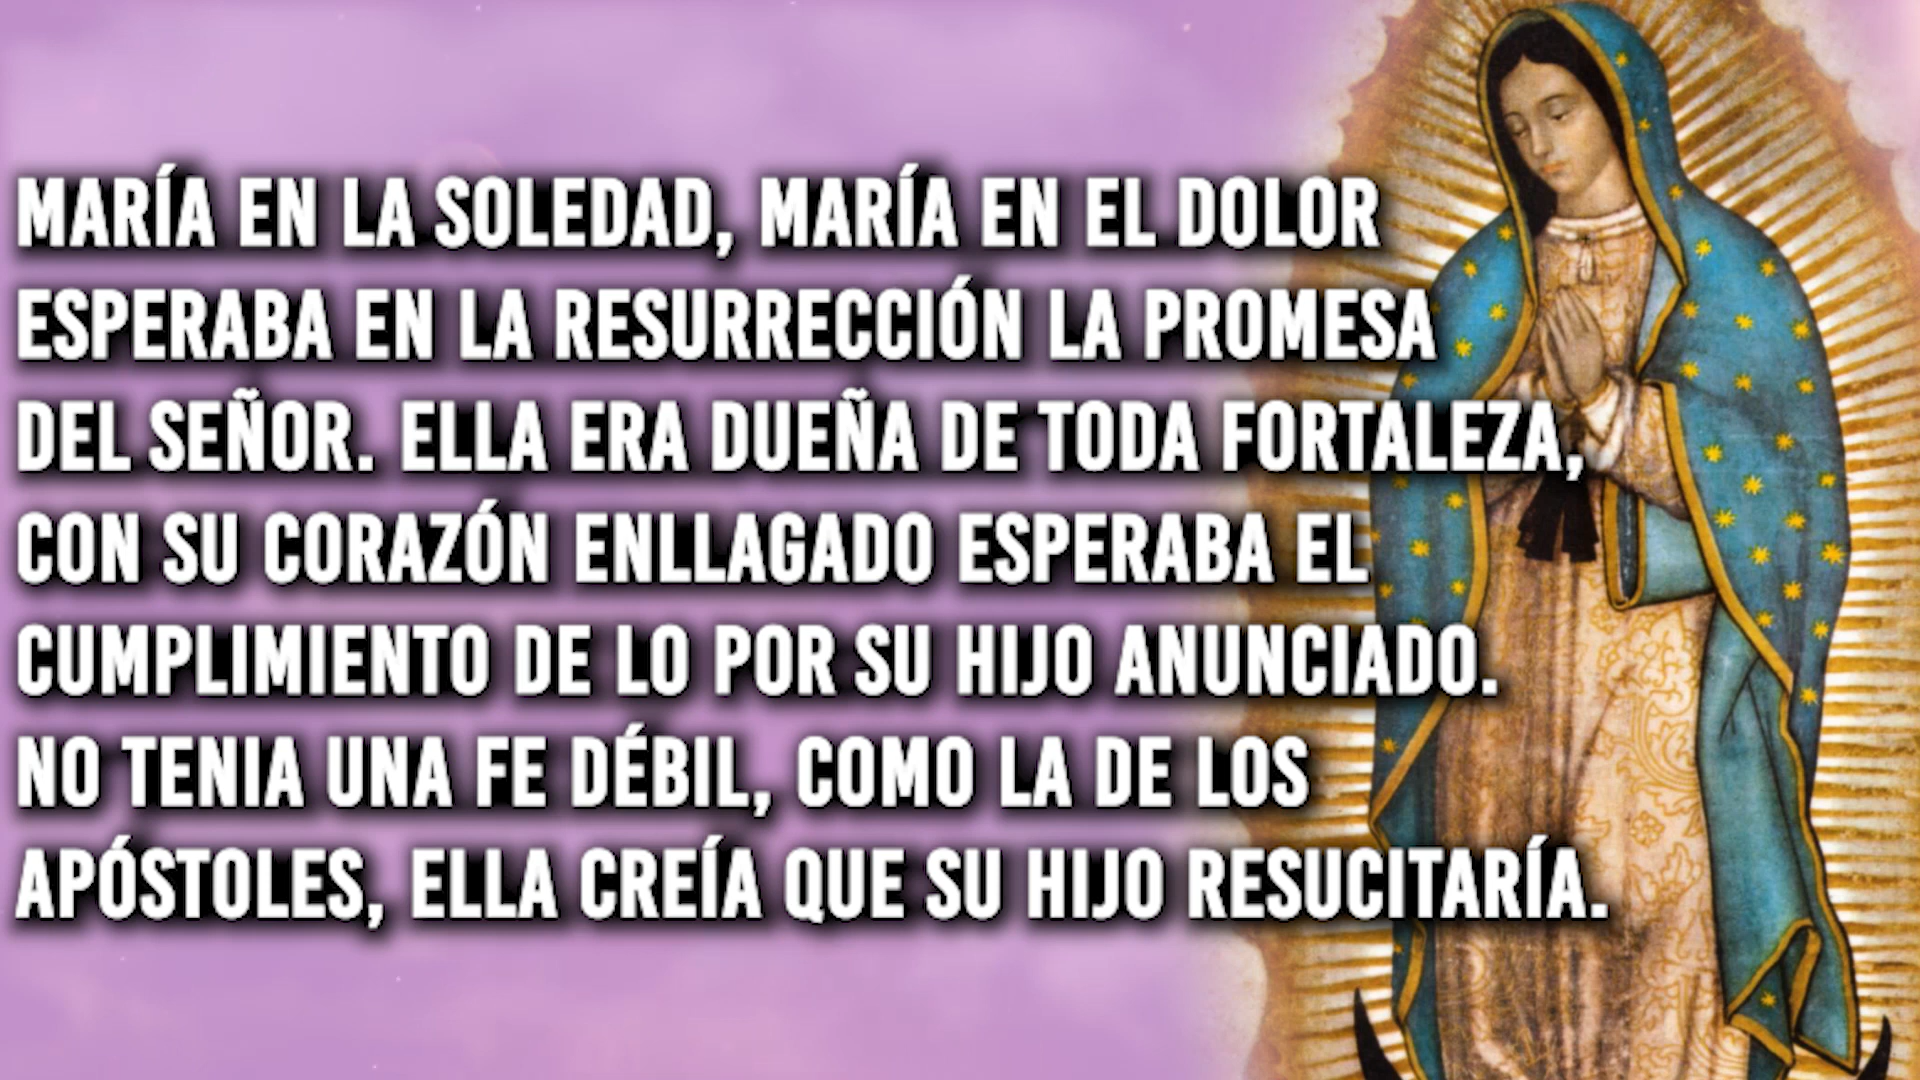 MARÍA EN LA SOLEDAD, MARÍA EN EL DOLOR
ESPERABA EN LA RESURRECCIÓN LA PROMESA
DEL SEÑOR. ELLA ERA DUEÑA DE TODA FORTALEZA,
CON SU CORAZÓN ENLLAGADO ESPERABA EL
CUMPLIMIENTO DE LO POR SU HIJO ANUNCIADO.
NO TENIA UNA FE DÉBIL, COMO LA DE LOS
APÓSTOLES, ELLA CREÍA QUE SU HIJO RESUCITARÍA.